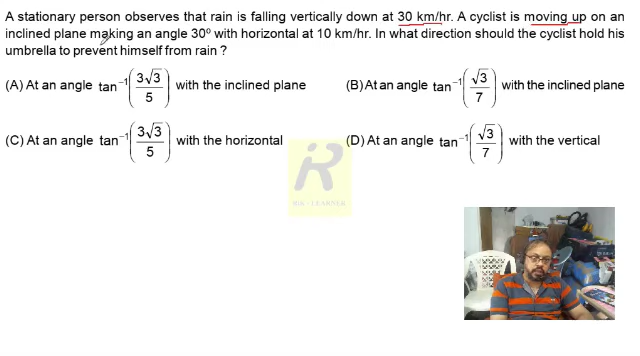 A stationary person observes that rain is falling vertically down at 30 km/hr. A cyclist is moving up on an
inclined plane making an angle 30° with horizontal at 10 km/hr. In what direction should the cyclist hold his
umbrella to prevent himself from rain ?
(A) At an angle tan⁻¹(3√3/5) with the inclined plane
(B) At an angle tan⁻¹(√3/7) with the inclined plane
(C) At an angle tan⁻¹(3√3/5) with the horizontal
(D) At an angle tan⁻¹(√3/7) with the vertical